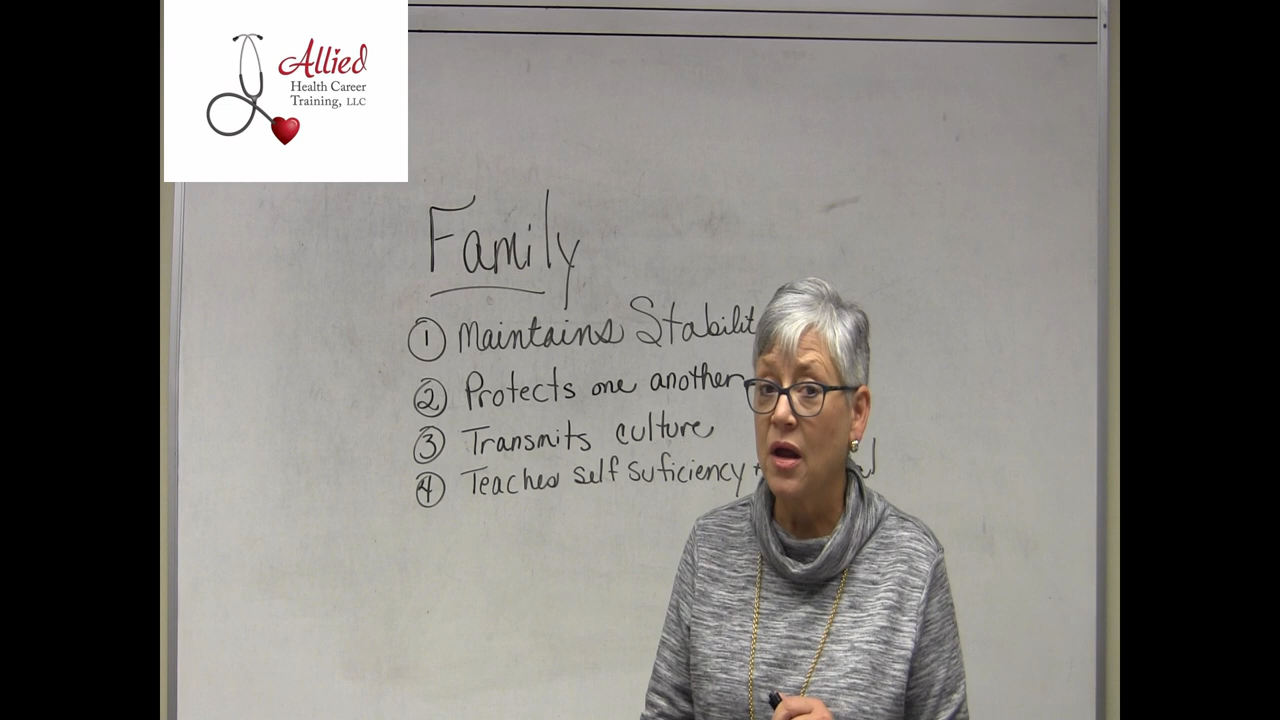 Allied
Health Career
Training, LLC
Family
① Maintains Stabilit
② Protects one another
③ Transmits culture
④ Teaches self suficiency +